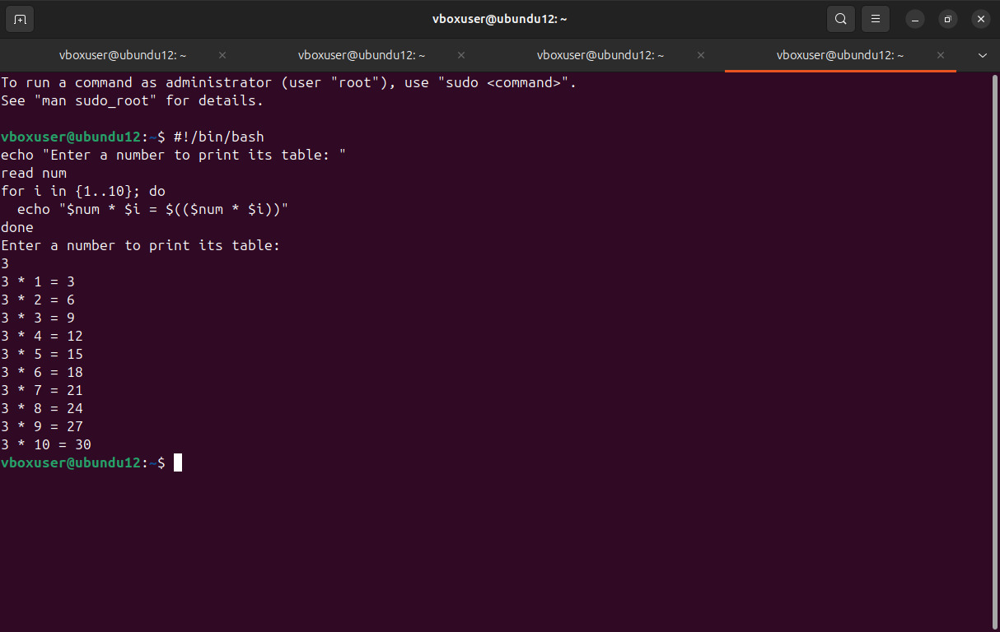 vboxuser@ubundu12: ~
vboxuser@ubundu12: ~
vboxuser@ubundu12: ~
vboxuser@ubundu12: ~
vboxuser@ubundu12: ~
To run a command as administrator (user "root"), use "sudo <command>".
See "man sudo_root" for details.
vboxuser@ubundu12:~$ #!/bin/bash
echo "Enter a number to print its table: "
read num
for i in {1..10}; do
  echo "$num * $i = $(($num * $i))"
done
Enter a number to print its table:
3
3 * 1 = 3
3 * 2 = 6
3 * 3 = 9
3 * 4 = 12
3 * 5 = 15
3 * 6 = 18
3 * 7 = 21
3 * 8 = 24
3 * 9 = 27
3 * 10 = 30
vboxuser@ubundu12:~$